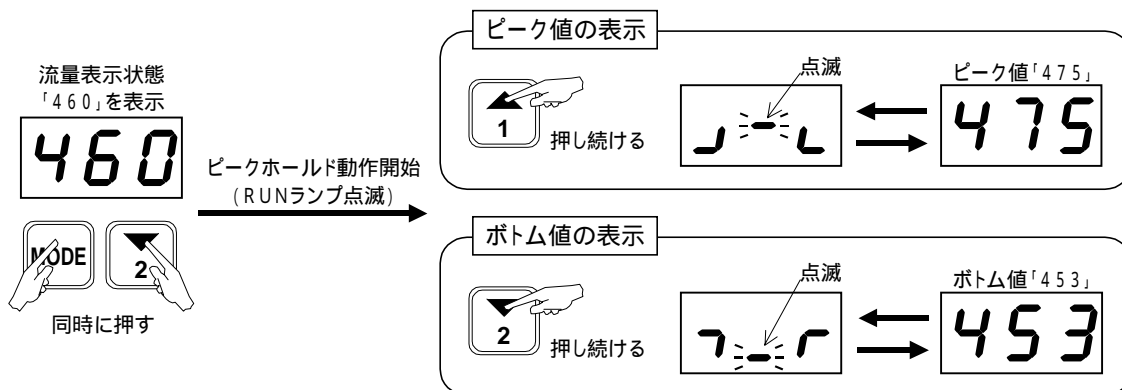 流量表示状態
「460」を表示
460
MODE
2
同時に押す
ピークホールド動作開始
(RUNランプ点滅)
ピーク値の表示
1
押し続ける
点滅
ピーク値「475」
475
ボトム値の表示
2
押し続ける
点滅
ボトム値「453」
453